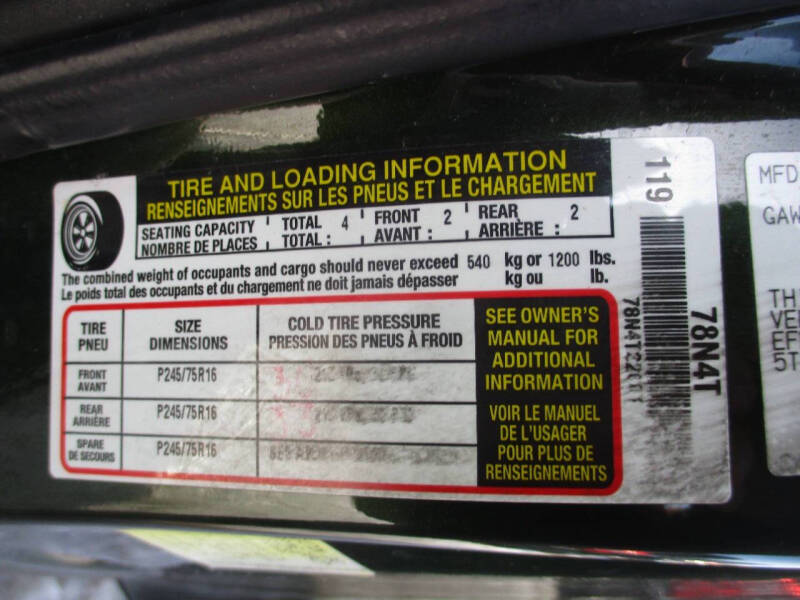 TIRE AND LOADING INFORMATION
RENSEIGNEMENTS SUR LES PNEUS ET LE CHARGEMENT
SEATING CAPACITY TOTAL 4 FRONT 2 REAR 2
NOMBRE DE PLACES TOTAL : AVANT : ARRIÈRE :
The combined weight of occupants and cargo should never exceed 540 kg or 1200 lbs.
Le poids total des occupants et du chargement ne doit jamais dépasser kg ou lb.
TIRE SIZE COLD TIRE PRESSURE
PNEU DIMENSIONS PRESSION DES PNEUS À FROID
FRONT P245/75R16
AVANT
REAR P245/75R16
ARRIÈRE
SPARE P245/75R16
DE SECOURS
SEE OWNER'S
MANUAL FOR
ADDITIONAL
INFORMATION
VOIR LE MANUEL
DE L'USAGER
POUR PLUS DE
RENSEIGNEMENTS
119
78N4T
MFD
GAW
TH
VE
EF
5T